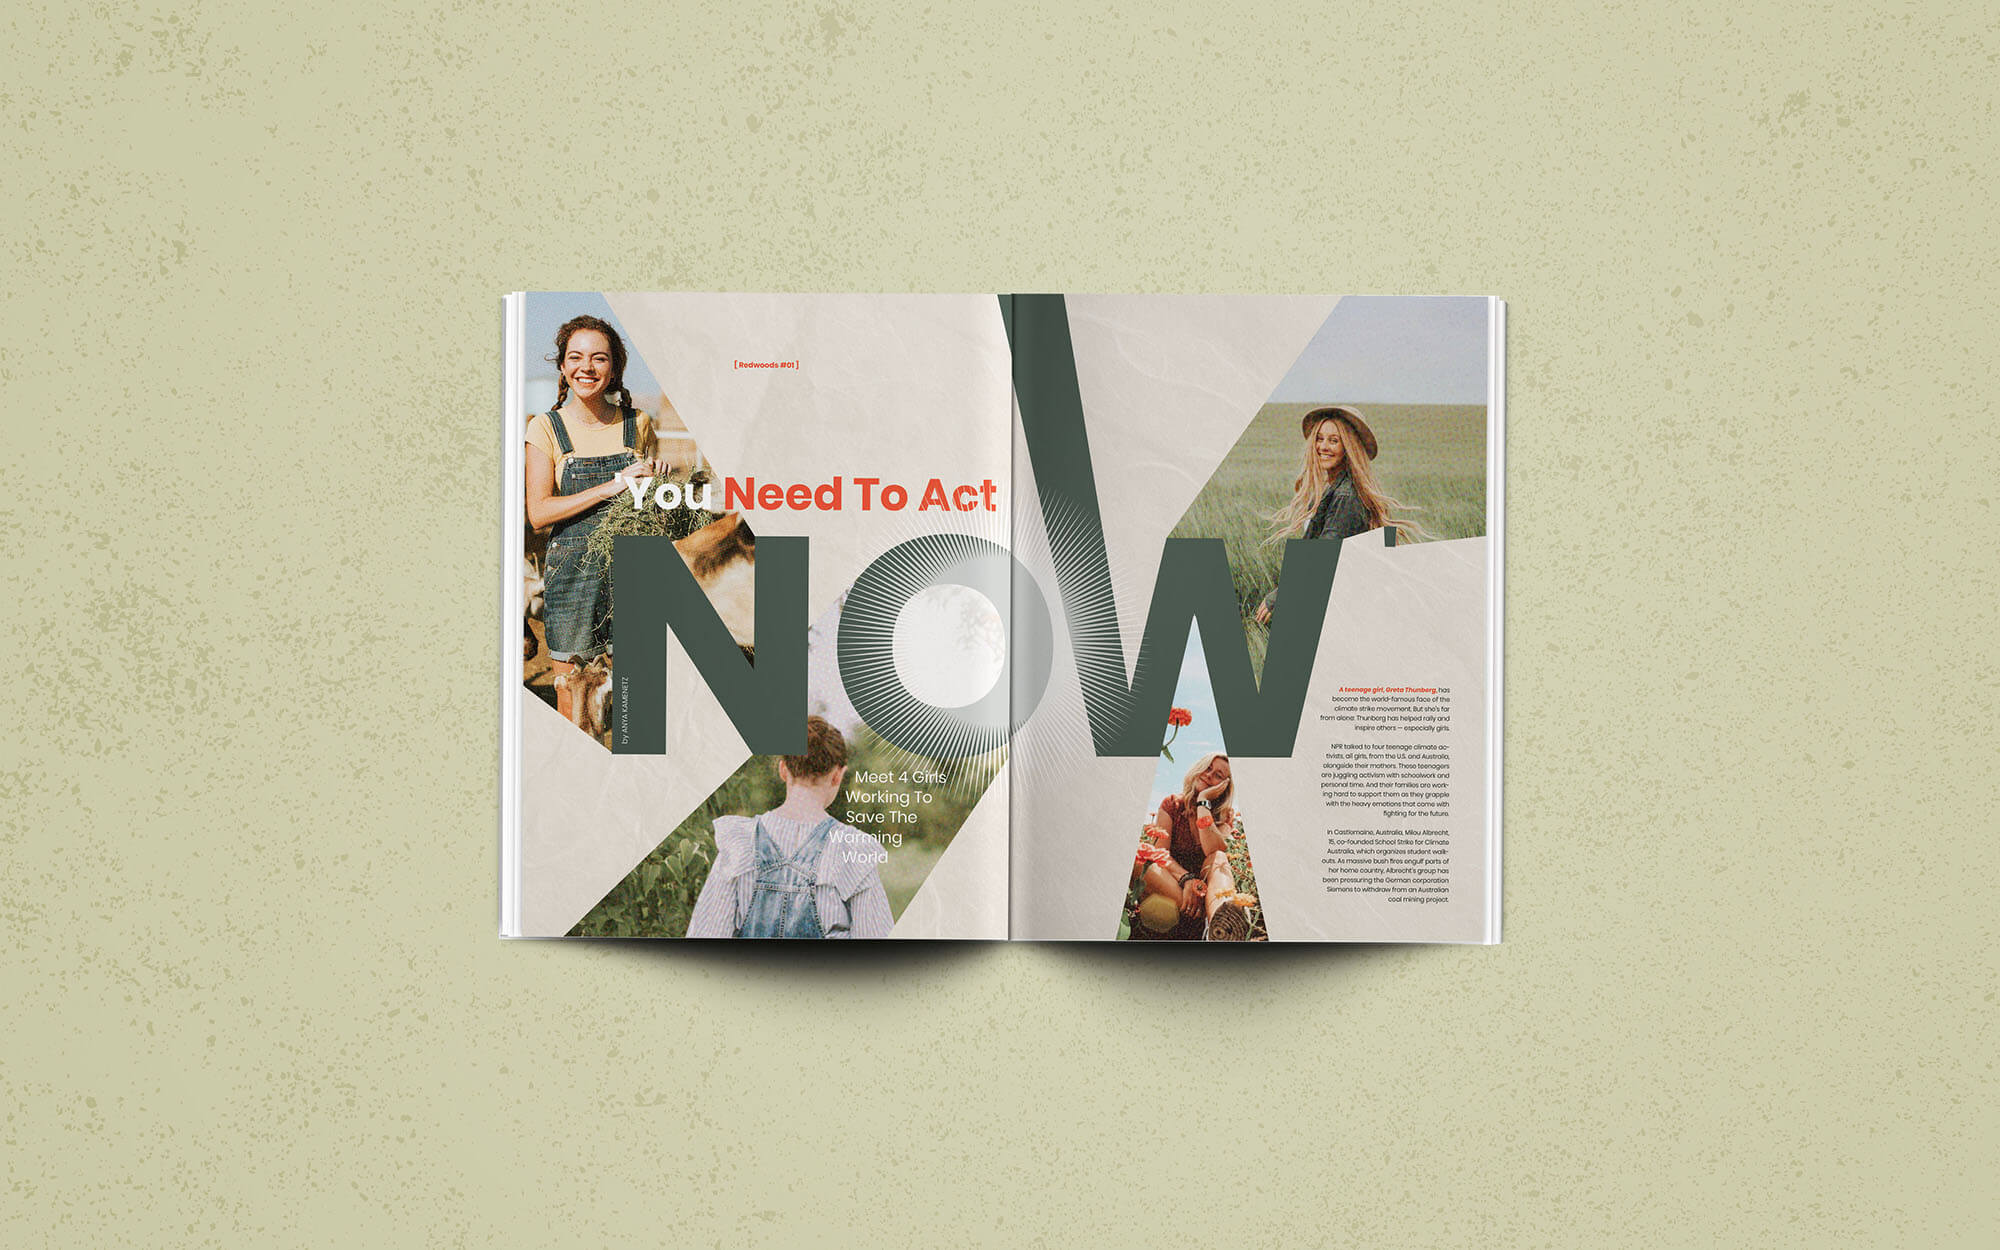 [ Redwoods #01 ]
'You Need To Act
NOW'
by ANYA KAMENETZ
Meet 4 Girls
Working To
Save The
Warming
World
A teenage girl, Greta Thunberg, has
become the world-famous face of the
climate strike movement. But she's far
from alone: Thunberg has helped rally and
inspire others — especially girls.
NPR talked to four teenage climate ac-
tivists, all girls, from the U.S. and Australia,
alongside their mothers. These teenagers
are juggling activism with schoolwork and
personal time. And their families are work-
ing hard to support them as they grapple
with the heavy emotions that come with
fighting for the future.
In Castlemaine, Australia, Milou Albrecht,
15, co-founded School Strike for Climate
Australia, which organizes student walk-
outs. As massive bush fires engulf parts of
her home country, Albrecht's group has
been pressuring the German corporation
Siemens to withdraw from an Australian
coal mining project.